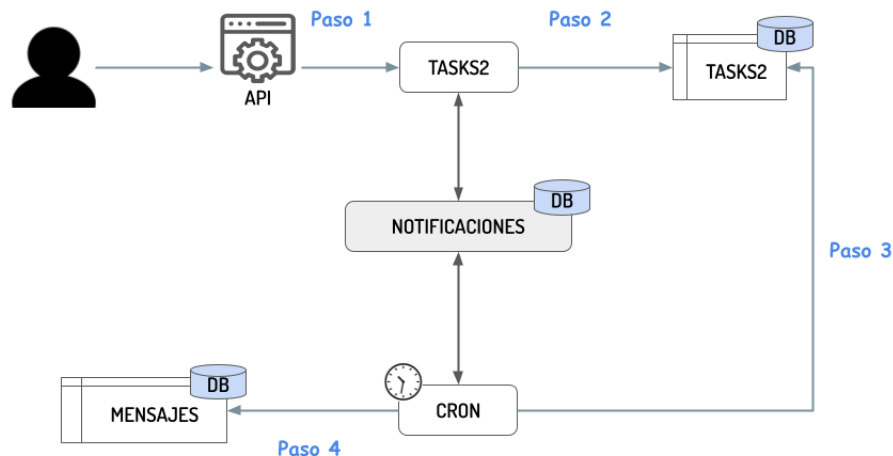 Paso 1
Paso 2
DB
TASKS2
TASKS2
API
DB
NOTIFICACIONES
Paso 3
DB
MENSAJES
CRON
Paso 4